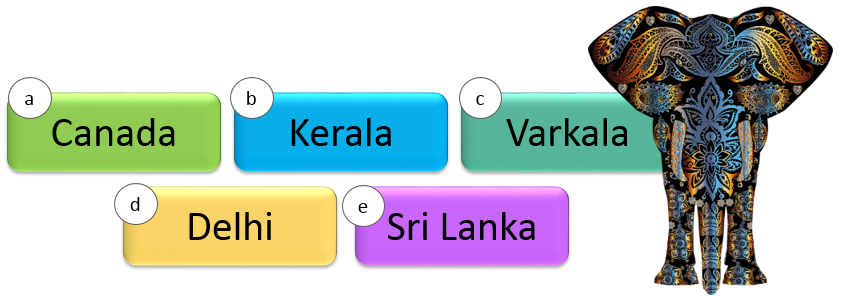 a
Canada
b
Kerala
c
Varkala
d
Delhi
e
Sri Lanka